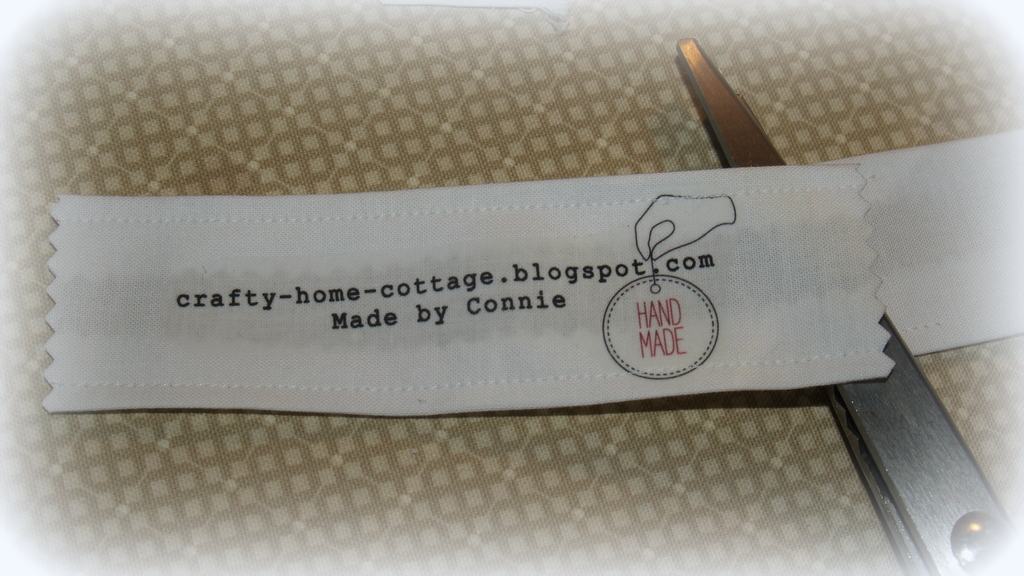 crafty-home-cottage.blogspot.com
Made by Connie
HAND
MADE